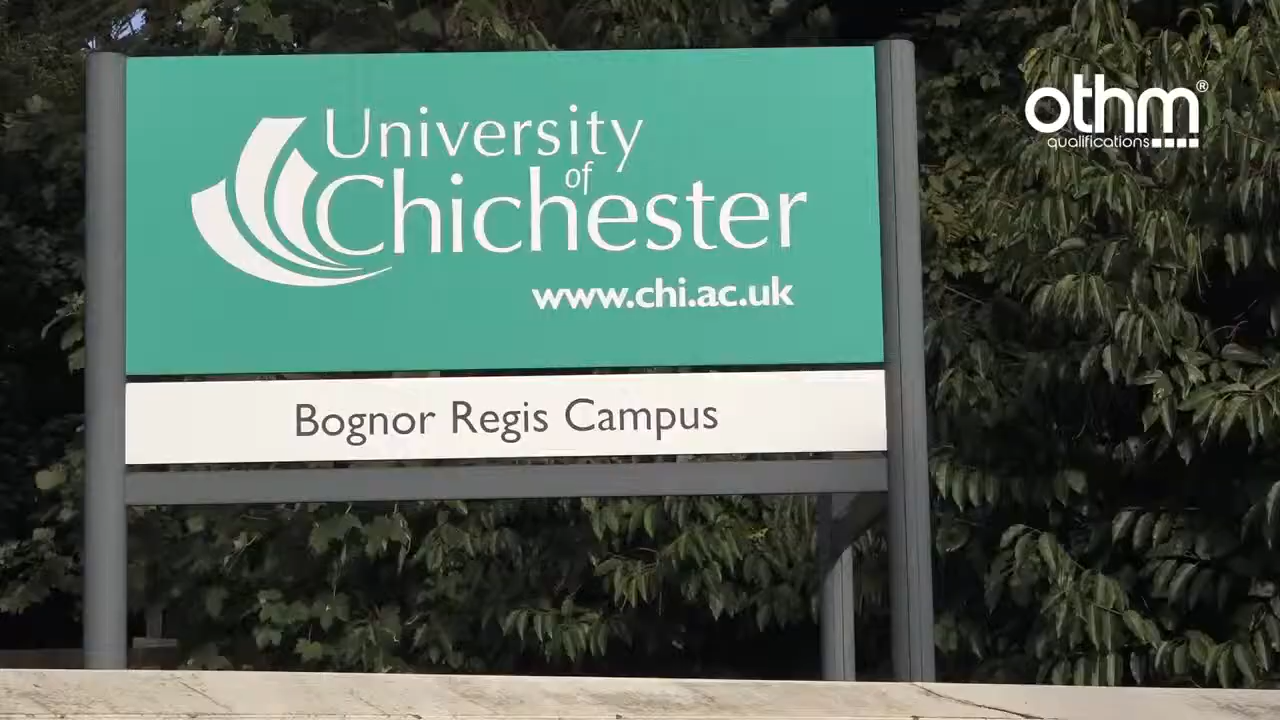 University
of
Chichester
www.chi.ac.uk
Bognor Regis Campus
othm®
qualifications